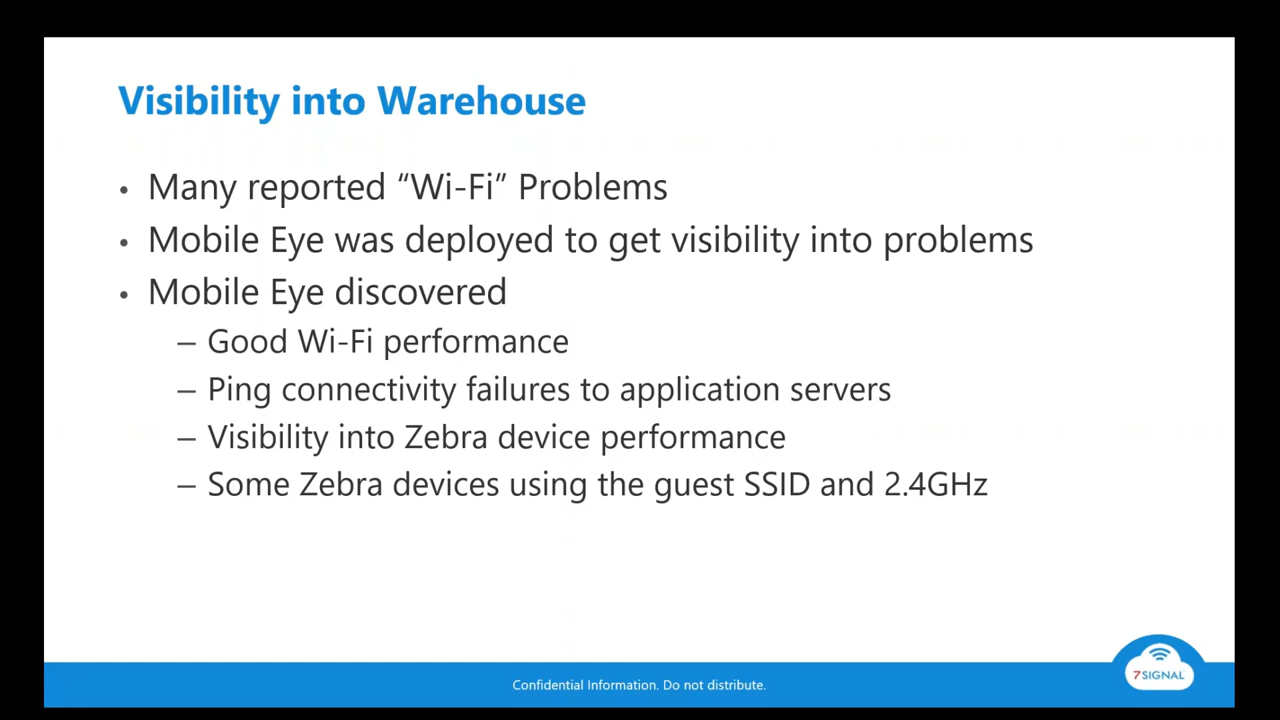 Visibility into Warehouse
• Many reported “Wi-Fi” Problems
• Mobile Eye was deployed to get visibility into problems
• Mobile Eye discovered
– Good Wi-Fi performance
– Ping connectivity failures to application servers
– Visibility into Zebra device performance
– Some Zebra devices using the guest SSID and 2.4GHz
Confidential Information. Do not distribute.
7SIGNAL